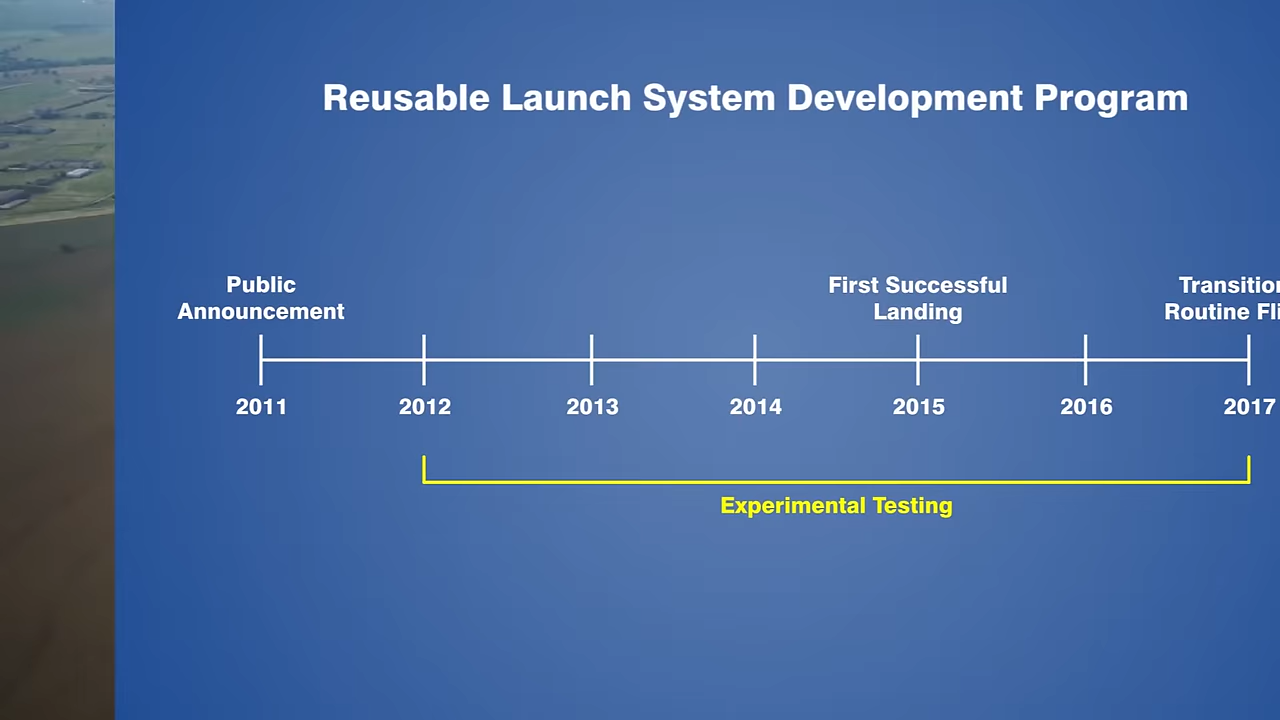 Reusable Launch System Development Program
Public
Announcement
First Successful
Landing
Routine
2011
2012
2013
2014
2015
2016
2017
Experimental Testing